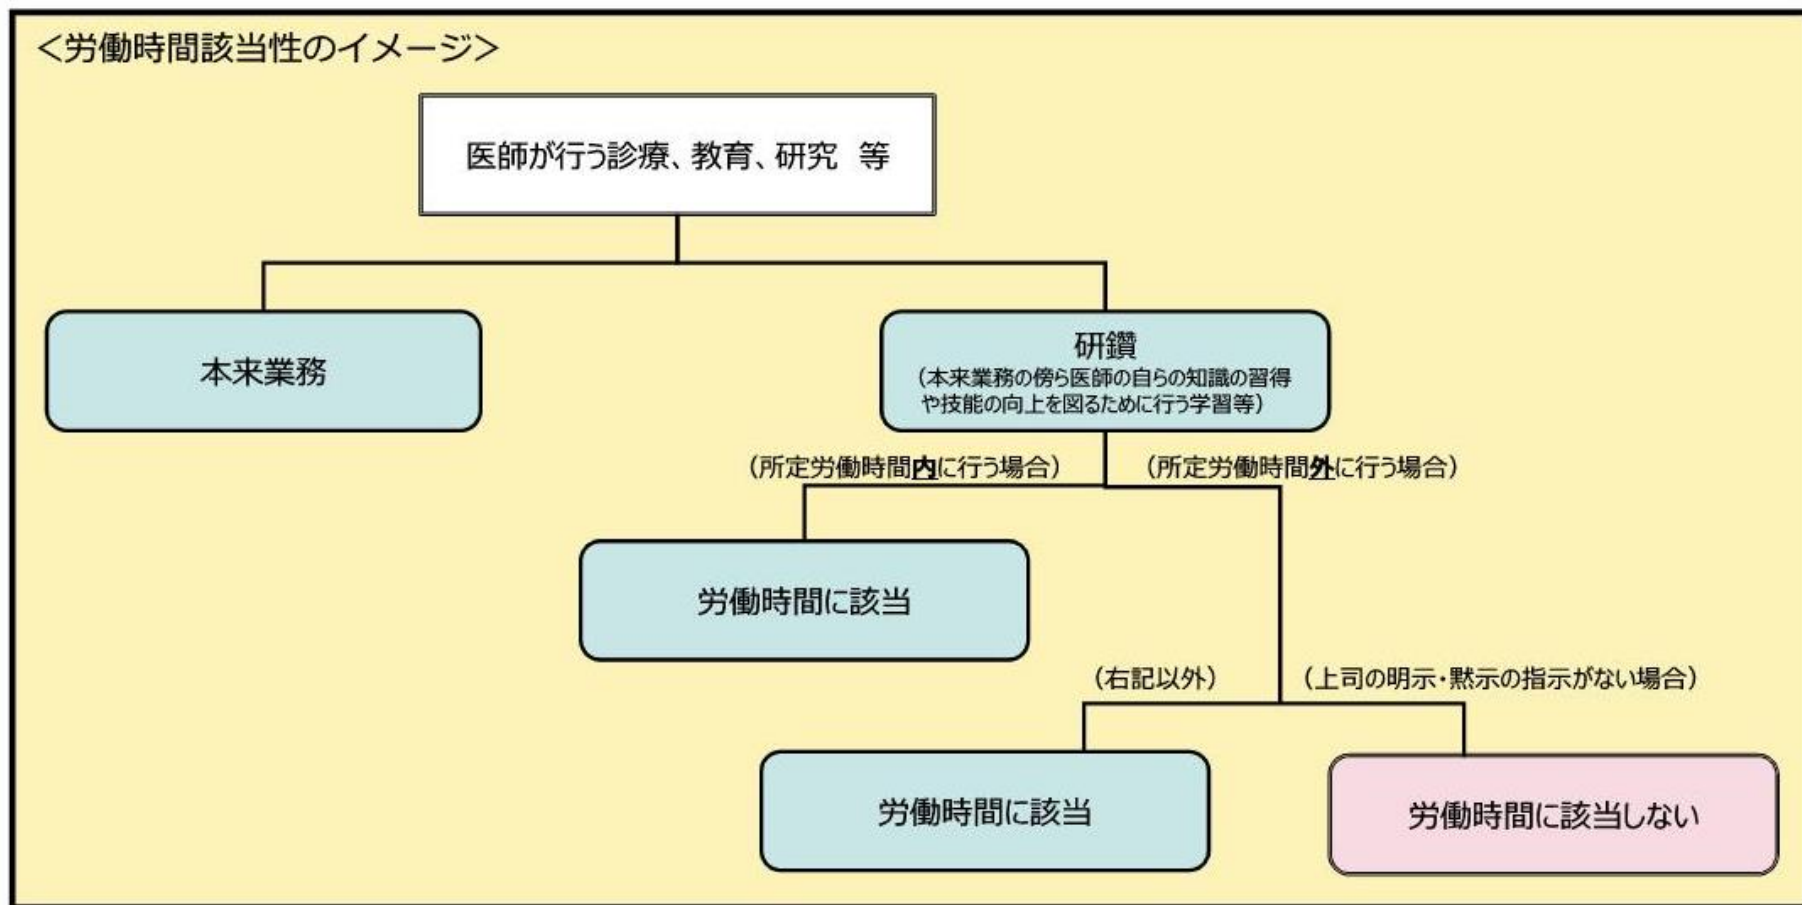 <労働時間該当性のイメージ>
医師が行う診療、教育、研究　等
本来業務
研鑽
（本来業務の傍ら医師の自らの知識の習得
や技能の向上を図るために行う学習等）
（所定労働時間内に行う場合）
（所定労働時間外に行う場合）
労働時間に該当
（右記以外）
（上司の明示・黙示の指示がない場合）
労働時間に該当
労働時間に該当しない